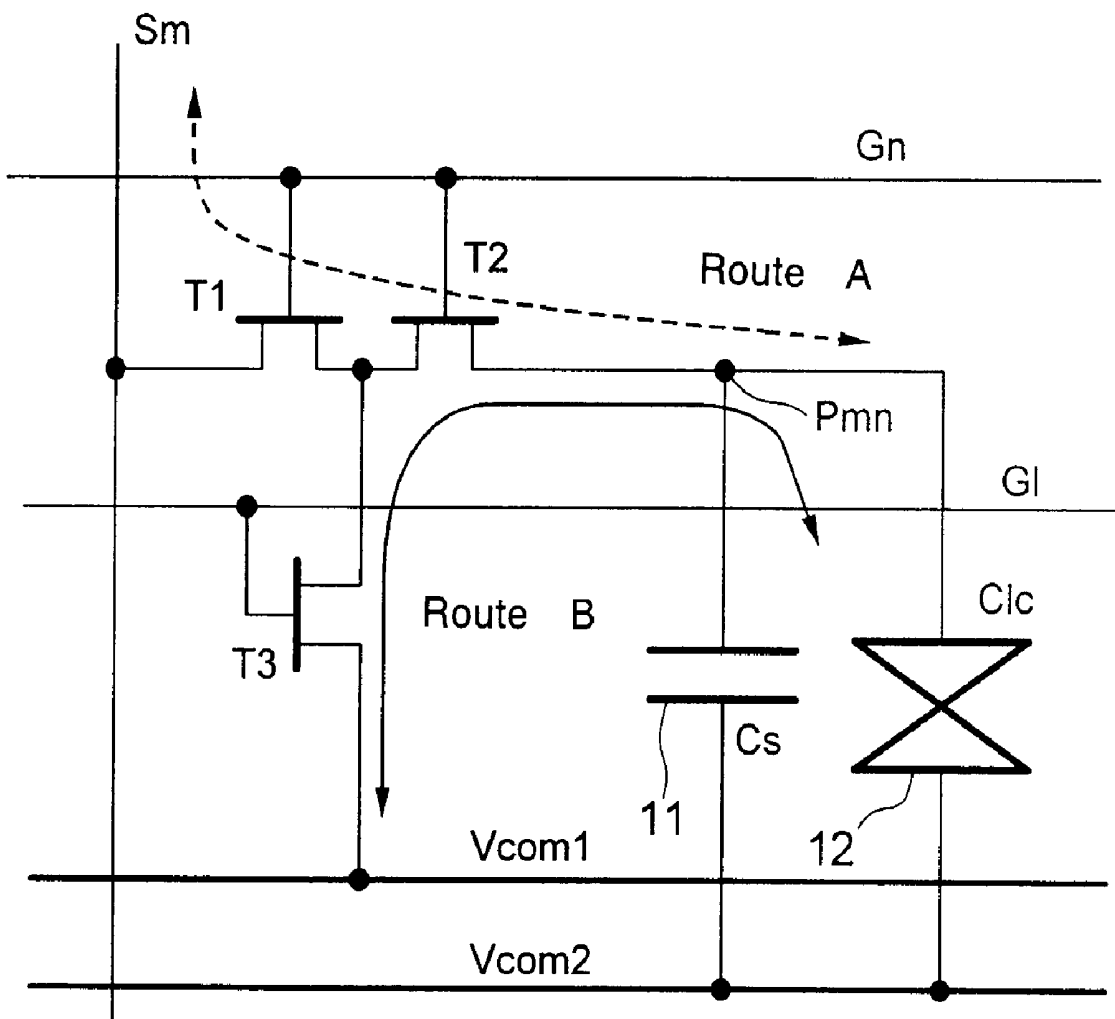 Sm
Gn
T2
Route A
T1
Pmn
Gl
Clc
Route B
T3
Cs
11
12
Vcom1
Vcom2